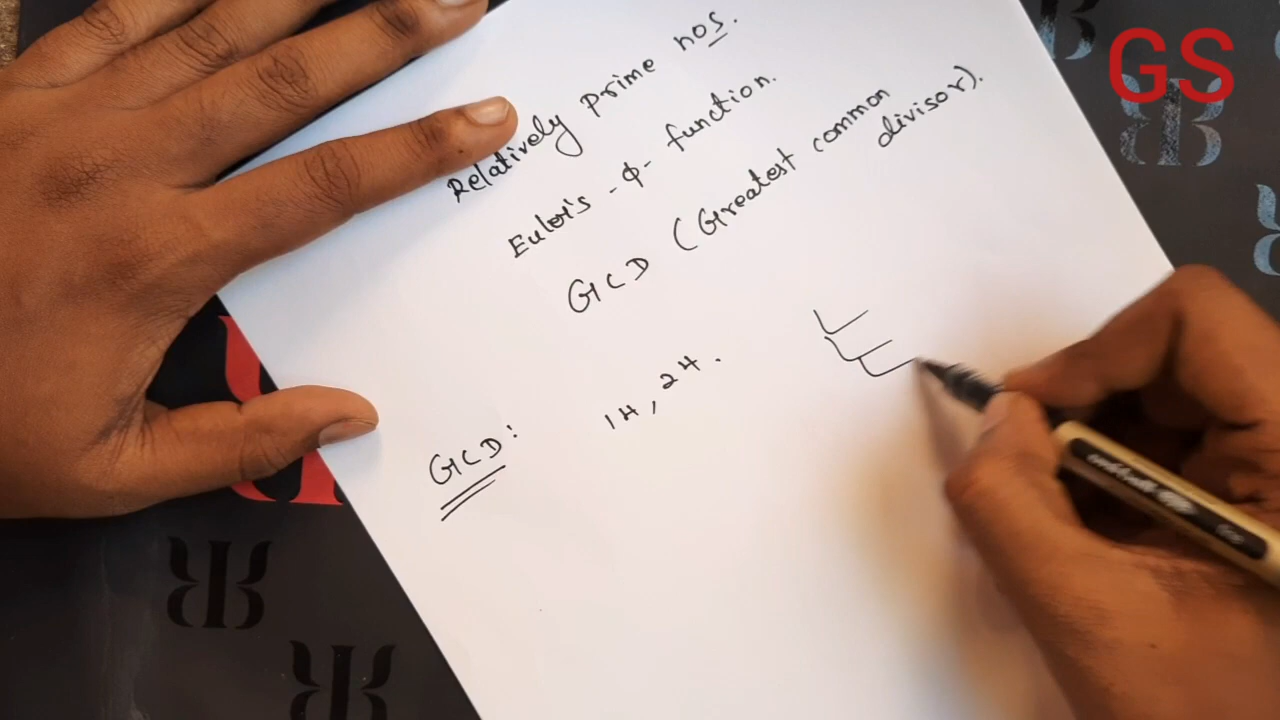 GS
Relatively prime nos.
Euler's - ϕ - function.
GCD (Greatest common
divisor).
GCD: 14, 24.